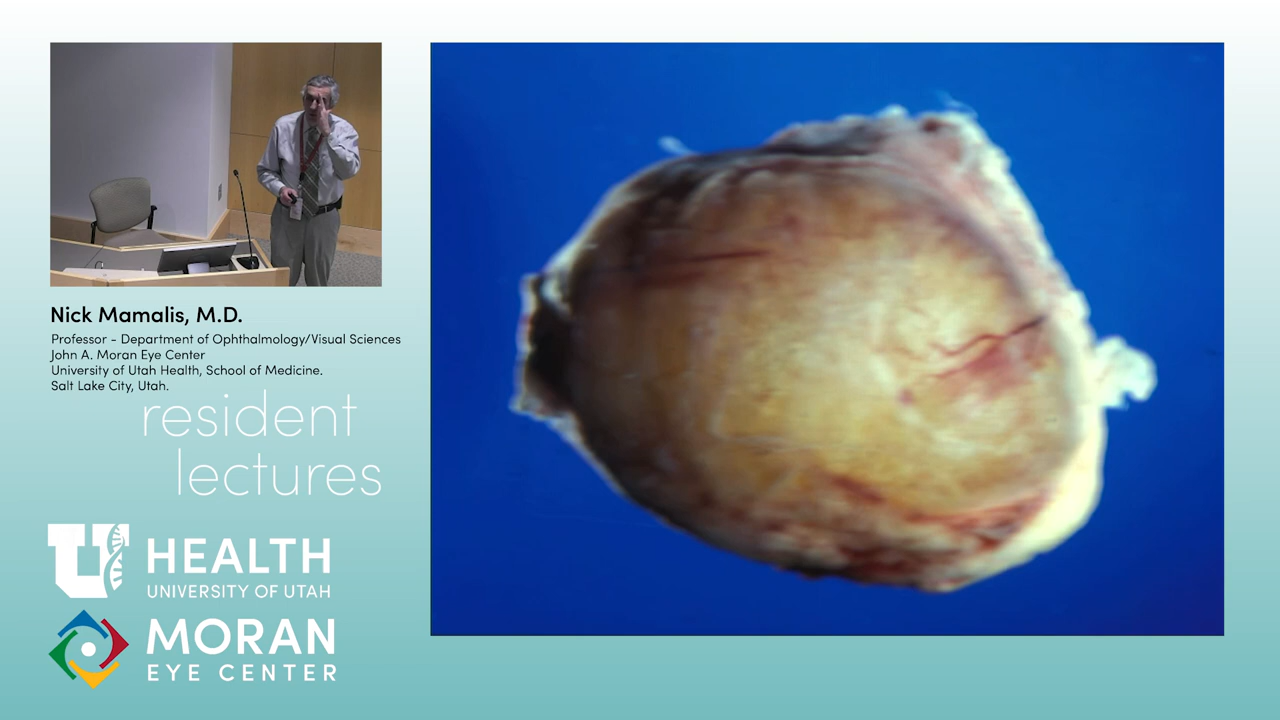 Nick Mamalis, M.D.
Professor - Department of Ophthalmology/Visual Sciences
John A. Moran Eye Center
University of Utah Health, School of Medicine.
Salt Lake City, Utah.
resident
lectures
U HEALTH
UNIVERSITY OF UTAH
MORAN
EYE CENTER